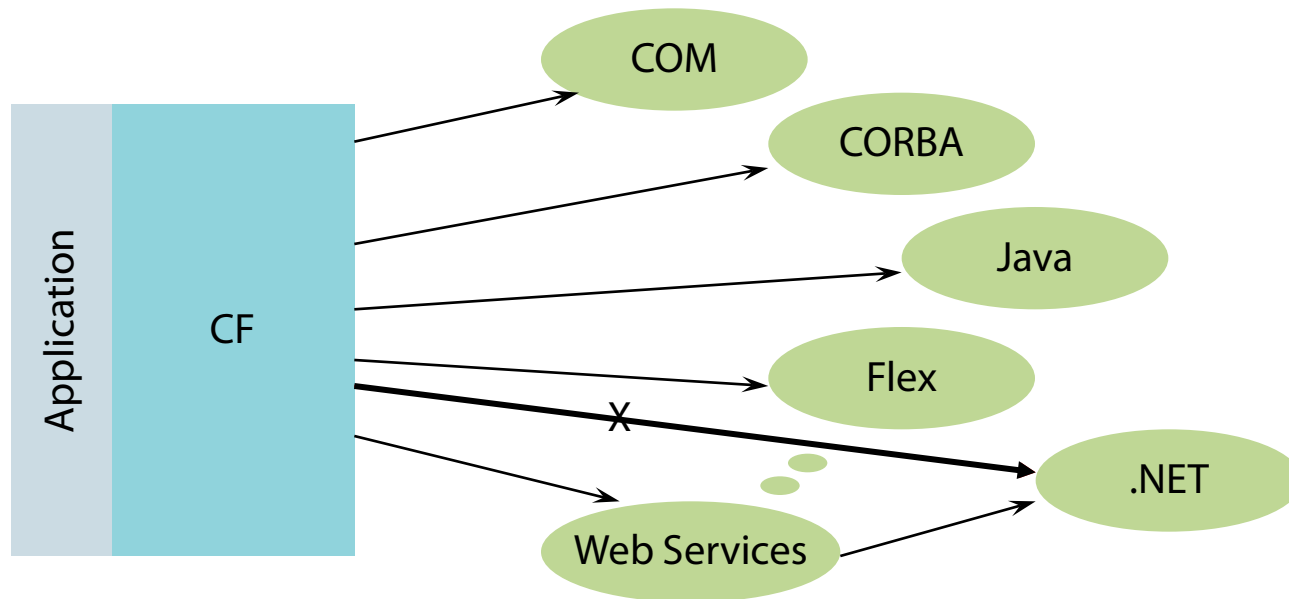 COM
CORBA
Java
Application
CF
Flex
X
.NET
Web Services